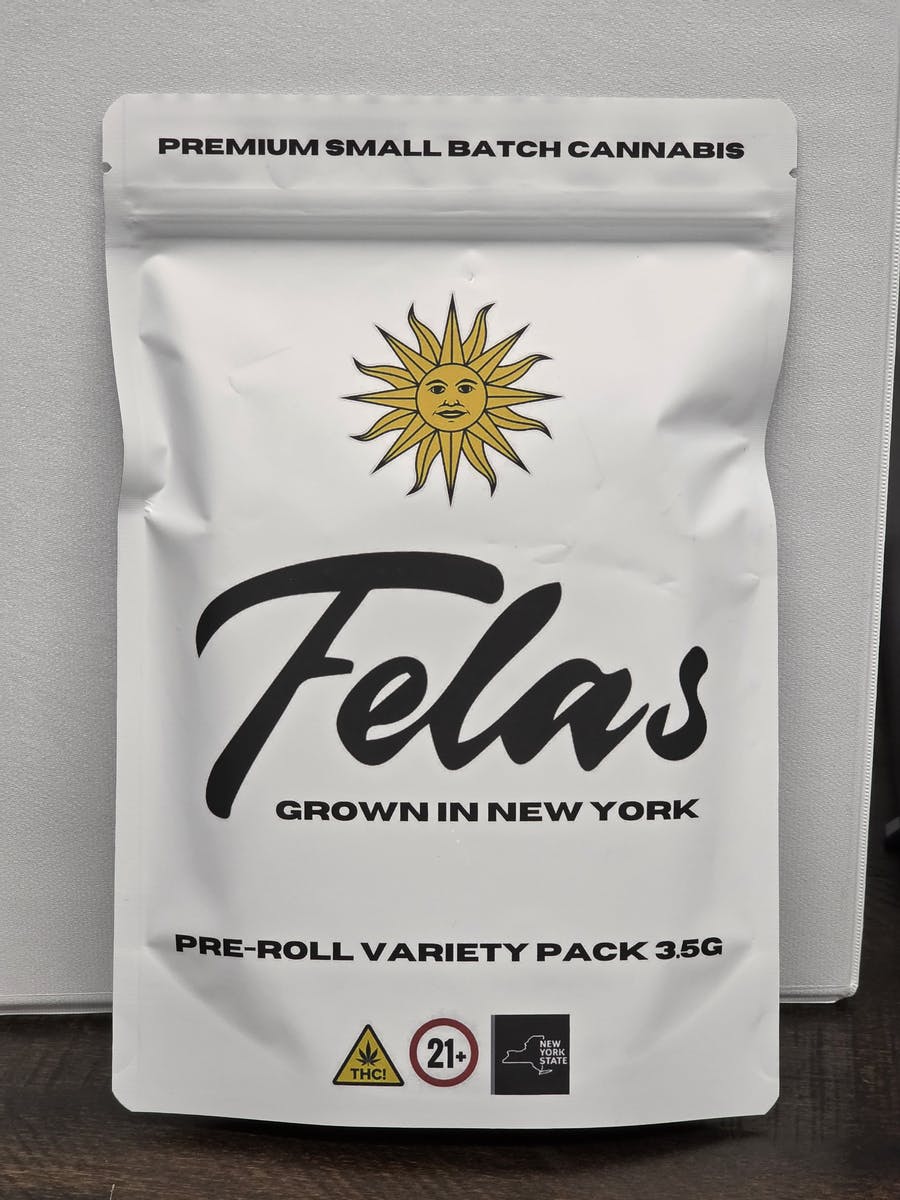 PREMIUM SMALL BATCH CANNABIS
Felas
GROWN IN NEW YORK
PRE-ROLL VARIETY PACK 3.5G
THC!
21+
NEW
YORK
STATE